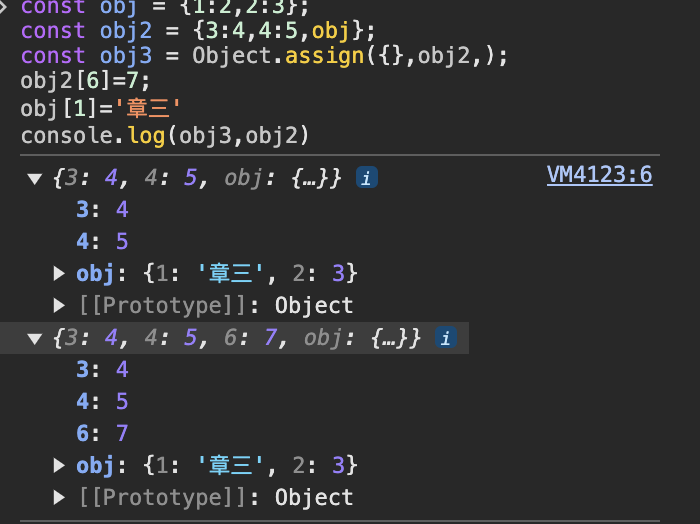 const obj = {1:2,2:3};
const obj2 = {3:4,4:5,obj};
const obj3 = Object.assign({},obj2,);
obj2[6]=7;
obj[1]='章三'
console.log(obj3,obj2)
{3: 4, 4: 5, obj: {…}} i VM4123:6
3: 4
4: 5
obj: {1: '章三', 2: 3}
[[Prototype]]: Object
{3: 4, 4: 5, 6: 7, obj: {…}} i
3: 4
4: 5
6: 7
obj: {1: '章三', 2: 3}
[[Prototype]]: Object